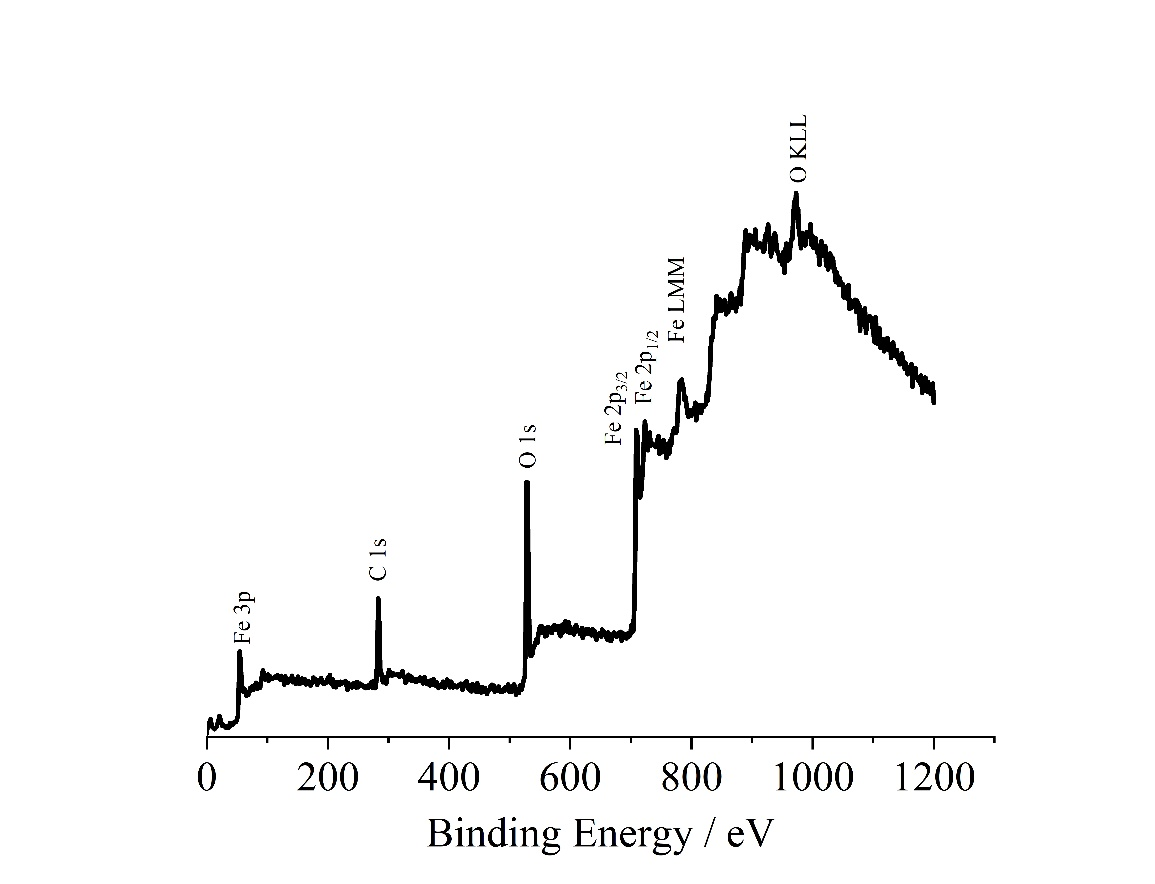 O KLL
Fe LMM
Fe 2p1/2
Fe 2p3/2
O 1s
C 1s
Fe 3p
0 200 400 600 800 1000 1200
Binding Energy / eV